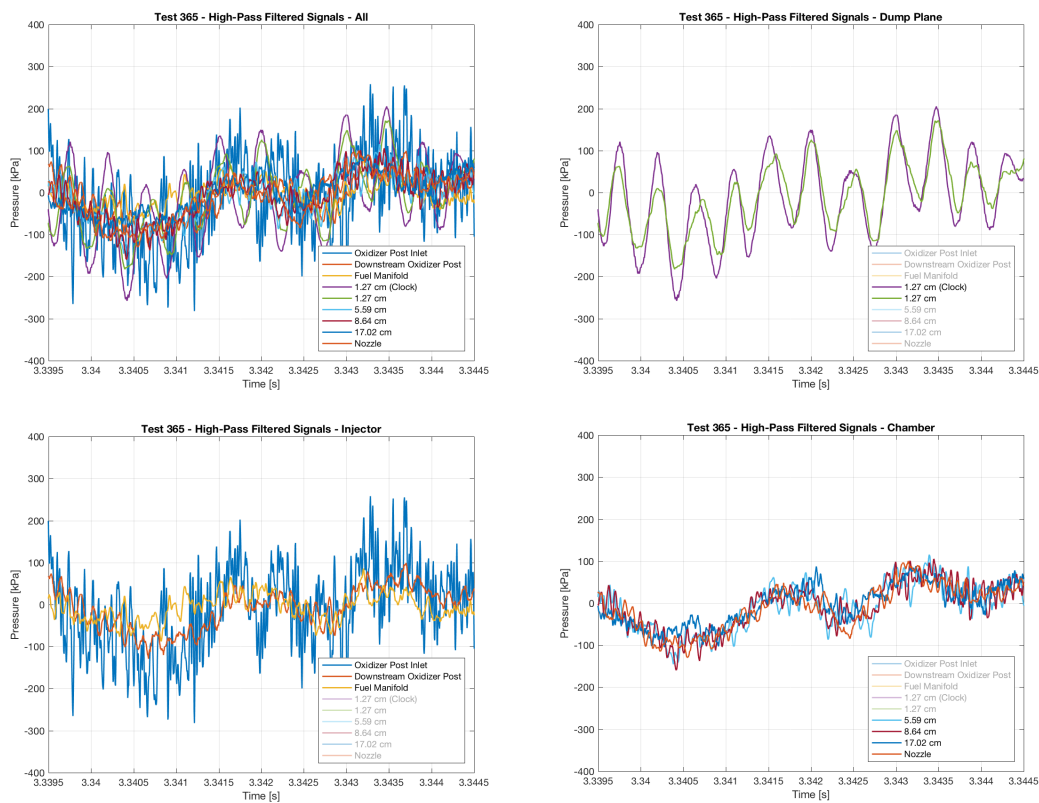 Test 365 - High-Pass Filtered Signals - All
400
300
200
100
0
-100
-200
-300
-400
Pressure [kPa]
3.3395 3.34 3.3405 3.341 3.3415 3.342 3.3425 3.343 3.3435 3.344 3.3445
Time [s]
Oxidizer Post Inlet
Downstream Oxidizer Post
Fuel Manifold
1.27 cm (Clock)
1.27 cm
5.59 cm
8.64 cm
17.02 cm
Nozzle
Test 365 - High-Pass Filtered Signals - Dump Plane
400
300
200
100
0
-100
-200
-300
-400
Pressure [kPa]
3.3395 3.34 3.3405 3.341 3.3415 3.342 3.3425 3.343 3.3435 3.344 3.3445
Time [s]
Oxidizer Post Inlet
Downstream Oxidizer Post
Fuel Manifold
1.27 cm (Clock)
1.27 cm
5.59 cm
8.64 cm
17.02 cm
Nozzle
Test 365 - High-Pass Filtered Signals - Injector
400
300
200
100
0
-100
-200
-300
-400
Pressure [kPa]
3.3395 3.34 3.3405 3.341 3.3415 3.342 3.3425 3.343 3.3435 3.344 3.3445
Time [s]
Oxidizer Post Inlet
Downstream Oxidizer Post
Fuel Manifold
1.27 cm (Clock)
1.27 cm
5.59 cm
8.64 cm
17.02 cm
Nozzle
Test 365 - High-Pass Filtered Signals - Chamber
400
300
200
100
0
-100
-200
-300
-400
Pressure [kPa]
3.3395 3.34 3.3405 3.341 3.3415 3.342 3.3425 3.343 3.3435 3.344 3.3445
Time [s]
Oxidizer Post Inlet
Downstream Oxidizer Post
Fuel Manifold
1.27 cm (Clock)
1.27 cm
5.59 cm
8.64 cm
17.02 cm
Nozzle